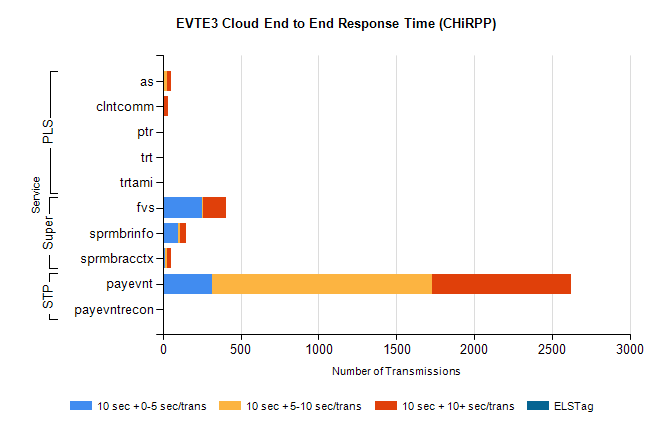 EVTE3 Cloud End to End Response Time (CHiRPP)
Service
PLS
as
clntcomm
ptr
trt
trtami
Super
fvs
sprmbrinfo
sprmbracctx
STP
payevnt
payevntrecon
0 500 1000 1500 2000 2500 3000
Number of Transmissions
10 sec +0-5 sec/trans 10 sec +5-10 sec/trans 10 sec + 10+ sec/trans ELSTag